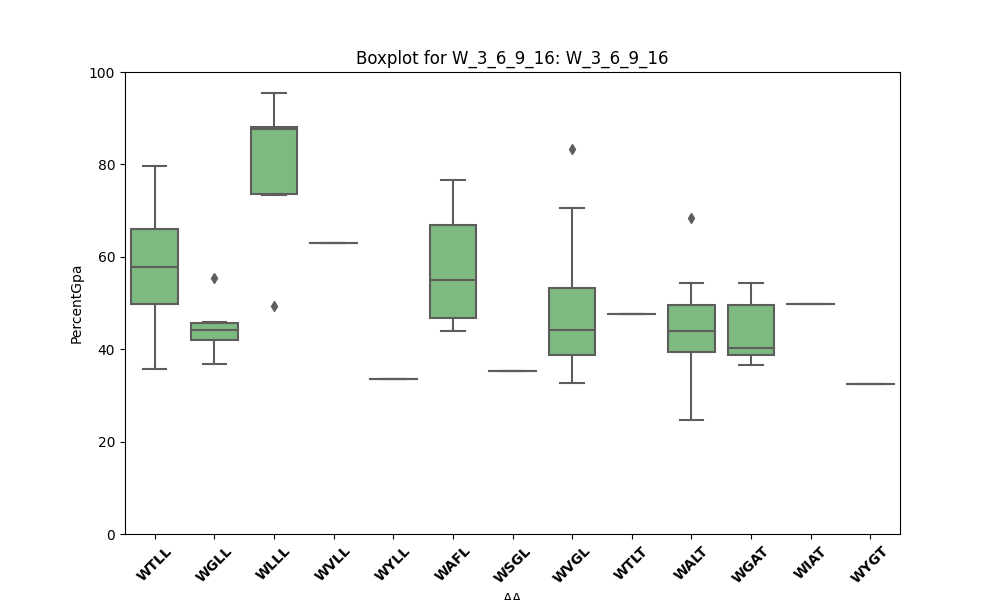 Boxplot for W_3_6_9_16: W_3_6_9_16
100
80
60
40
20
0
PercentGpa
WTLL WGLL WLLL WVLL WYLL WAFL WSGL WVGL WTLT WALT WGAT WIAT WYGT
AA